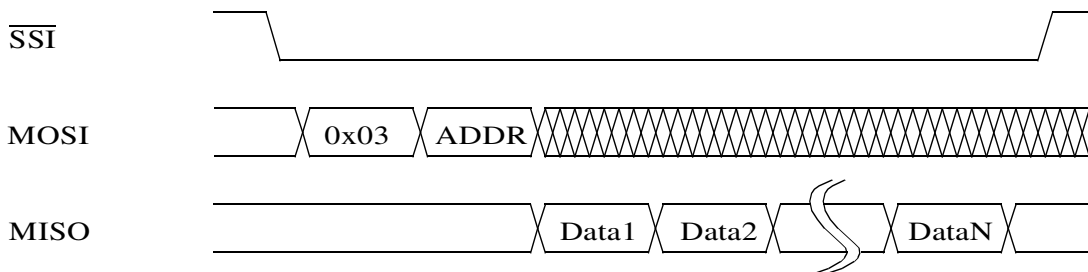 SSI
MOSI 0x03 ADDR
MISO Data1 Data2 DataN